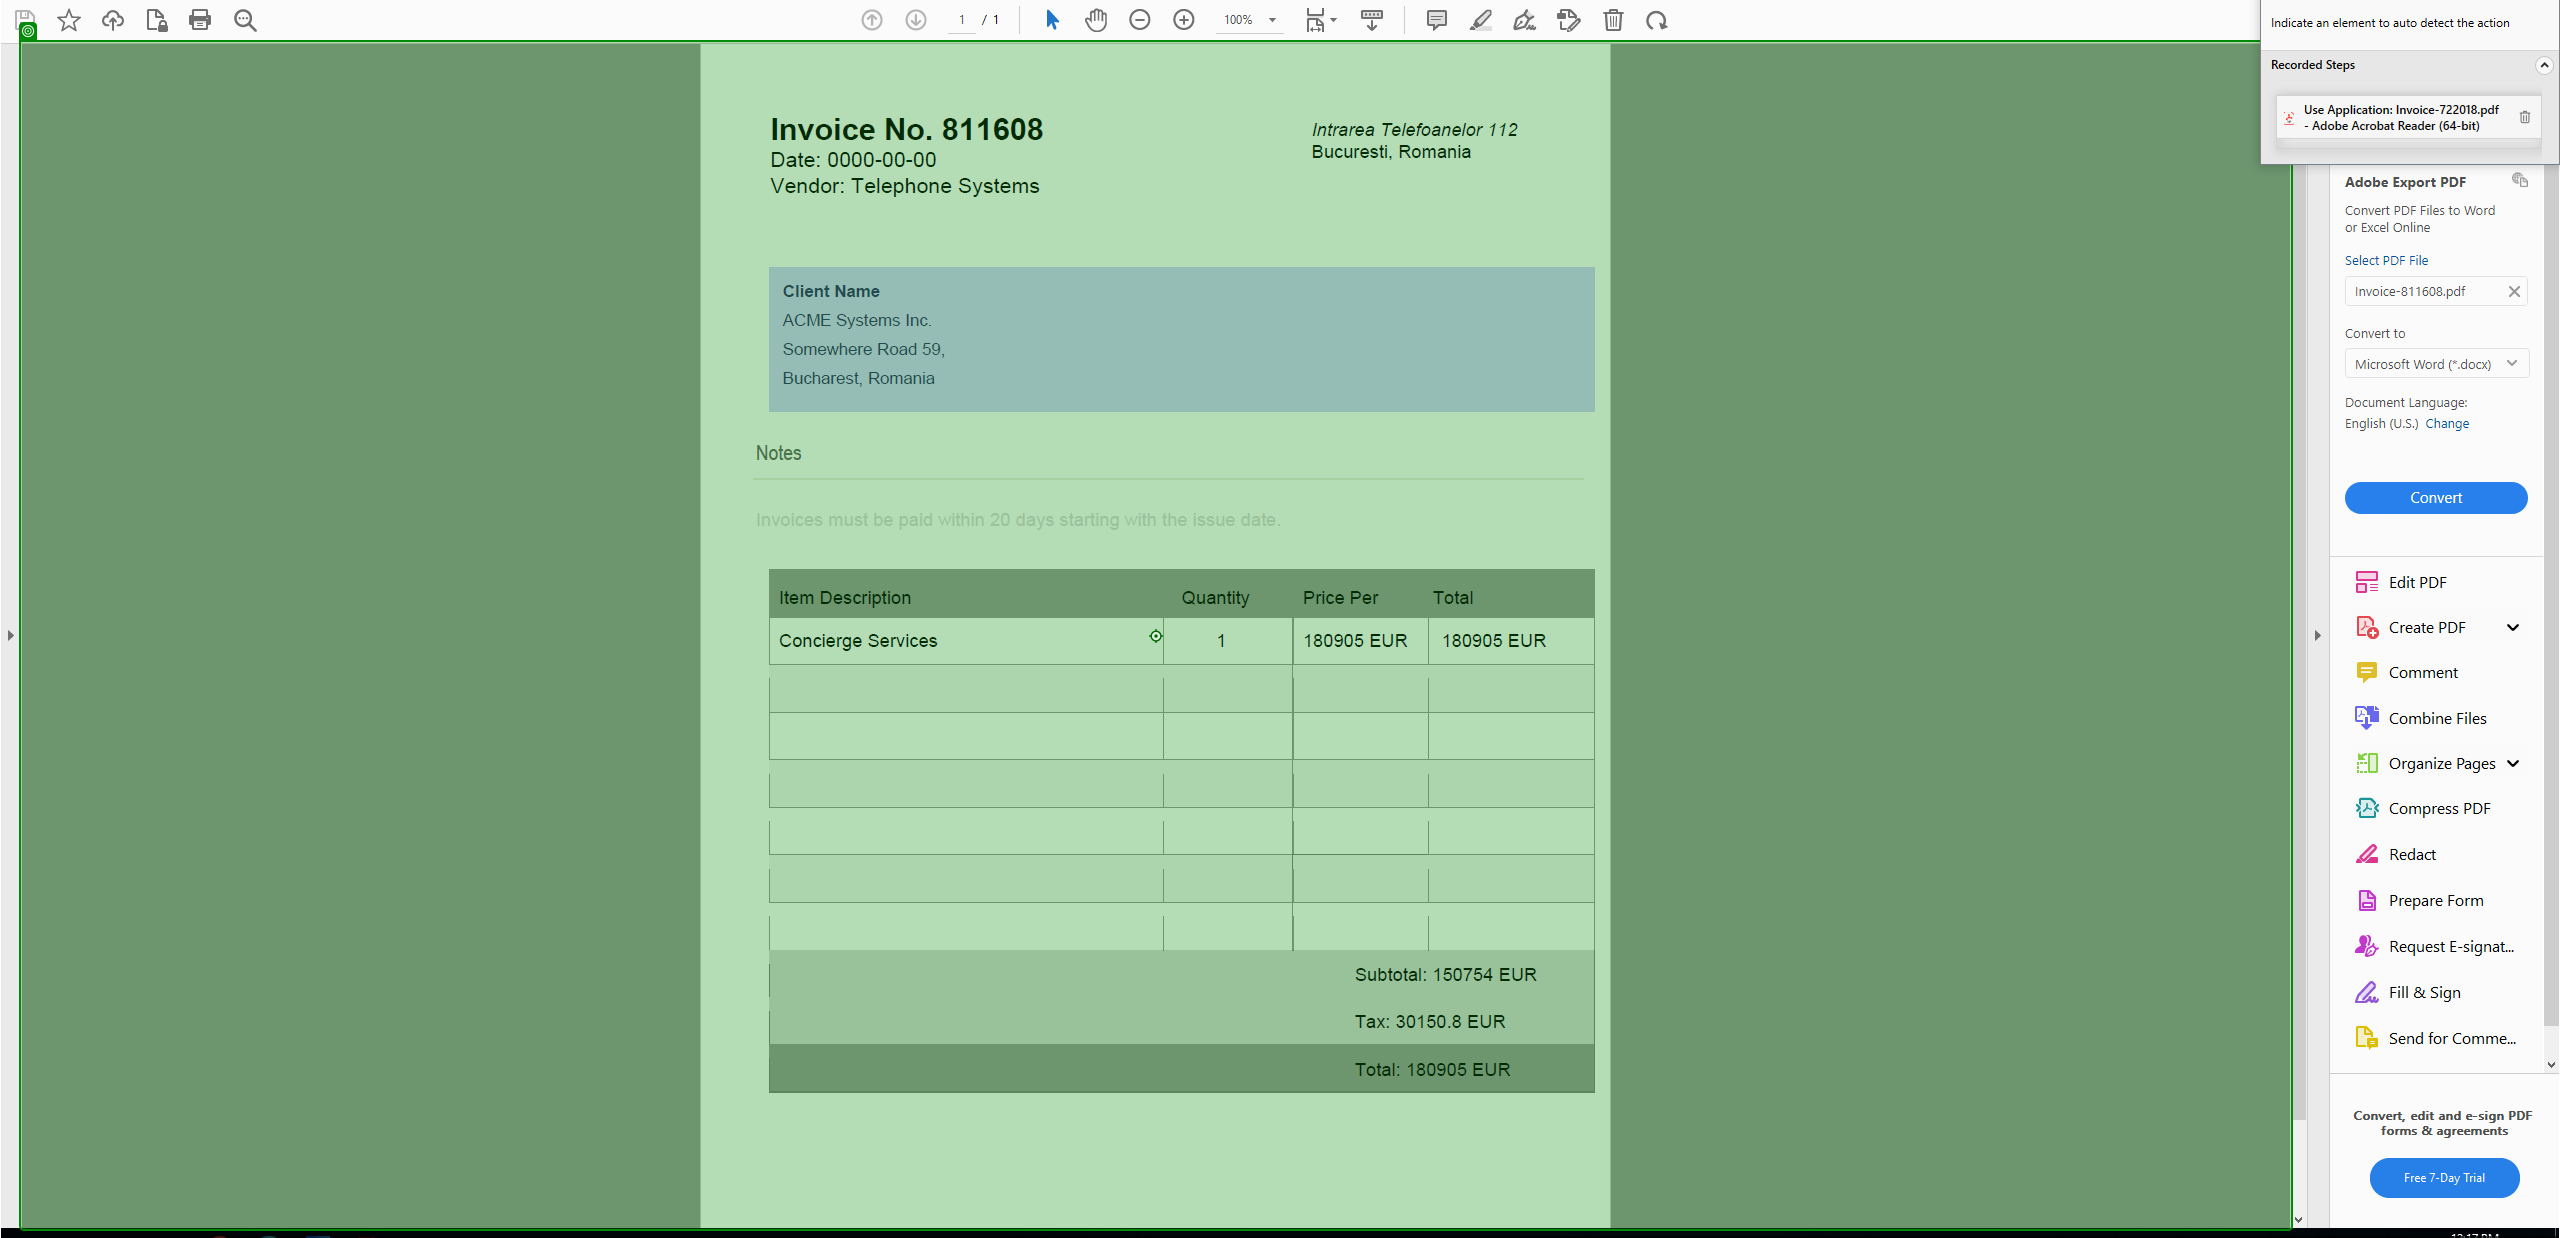 1 / 1
100%
Indicate an element to auto detect the action
Recorded Steps
Use Application: Invoice-722018.pdf
- Adobe Acrobat Reader (64-bit)
Invoice No. 811608
Date: 0000-00-00
Vendor: Telephone Systems
Intrarea Telefoanelor 112
Bucuresti, Romania
Client Name
ACME Systems Inc.
Somewhere Road 59,
Bucharest, Romania
Notes
Invoices must be paid within 20 days starting with the issue date.
Item Description Quantity Price Per Total
Concierge Services 1 180905 EUR 180905 EUR
Subtotal: 150754 EUR
Tax: 30150.8 EUR
Total: 180905 EUR
Adobe Export PDF
Convert PDF Files to Word
or Excel Online
Select PDF File
Invoice-811608.pdf
Convert to
Microsoft Word (*.docx)
Document Language:
English (U.S.) Change
Convert
Edit PDF
Create PDF
Comment
Combine Files
Organize Pages
Compress PDF
Redact
Prepare Form
Request E-signat...
Fill & Sign
Send for Comme...
Convert, edit and e-sign PDF
forms & agreements
Free 7-Day Trial